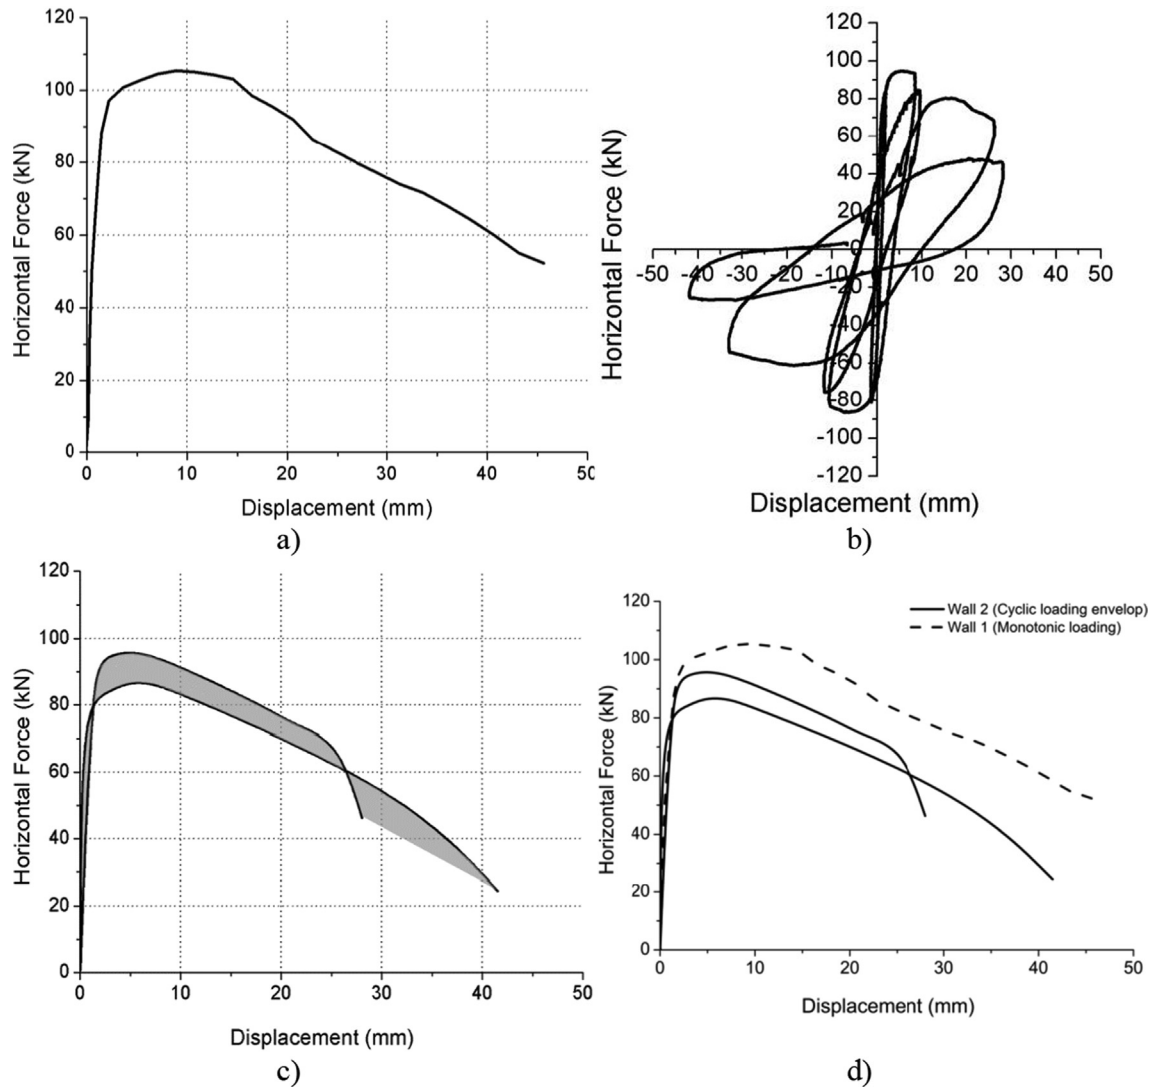 120
100
80
60
40
20
0
0 10 20 30 40 50
Horizontal Force (kN)
Displacement (mm)
a)
120
100
80
60
40
20
0
-20
-40
-60
-80
-100
-120
-50 -40 -30 -20 -10 10 20 30 40 50
Horizontal Force (kN)
Displacement (mm)
b)
120
100
80
60
40
20
0
0 10 20 30 40 50
Horizontal Force (kN)
Displacement (mm)
c)
Wall 2 (Cyclic loading envelop)
Wall 1 (Monotonic loading)
120
100
80
60
40
20
0
0 10 20 30 40 50
Horizontal Force (kN)
Displacement (mm)
d)